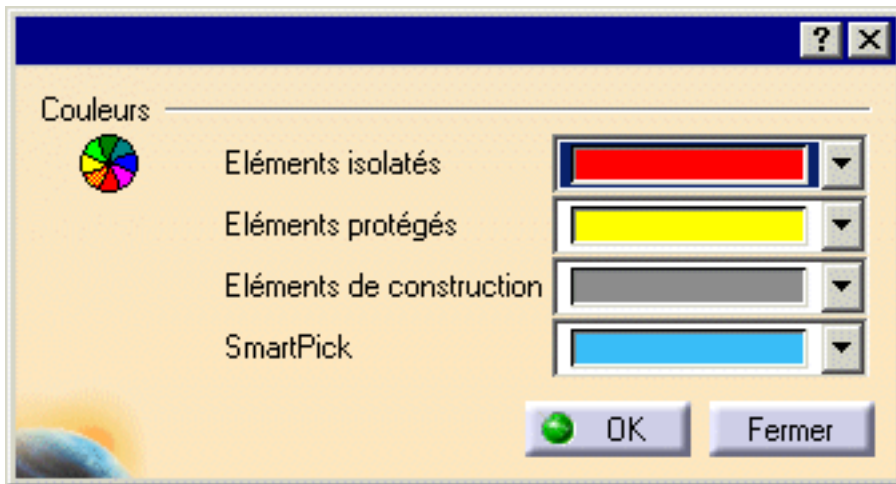 Couleurs
Eléments isolatés
Eléments protégés
Eléments de construction
SmartPick
OK Fermer